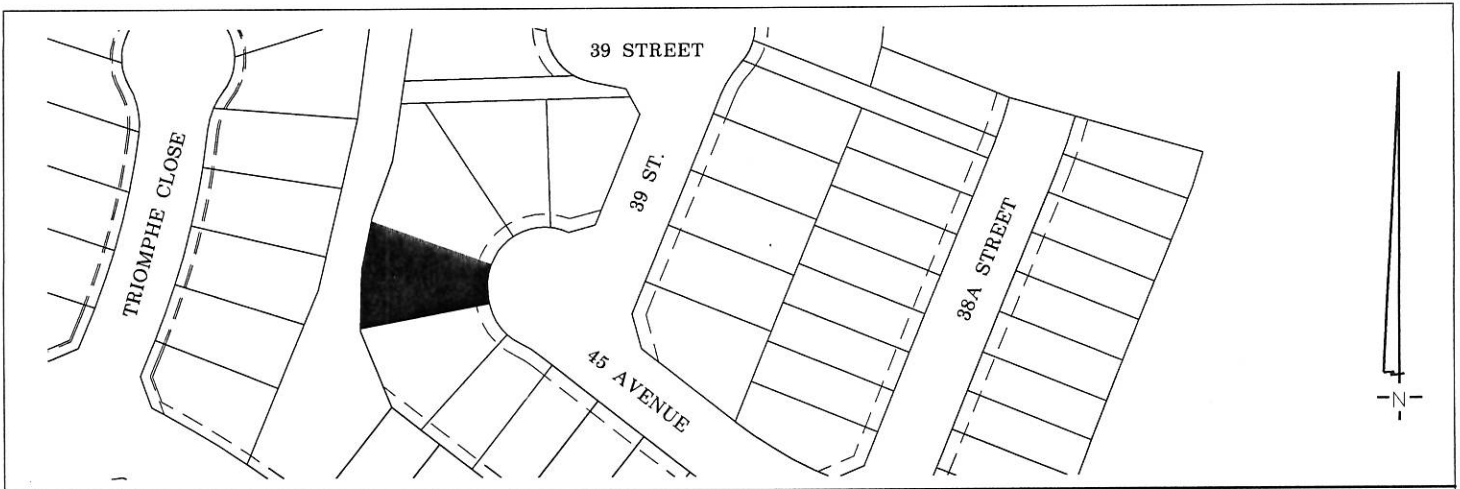 39 STREET
TRIOMPHE CLOSE
39 ST.
38A STREET
45 AVENUE
N